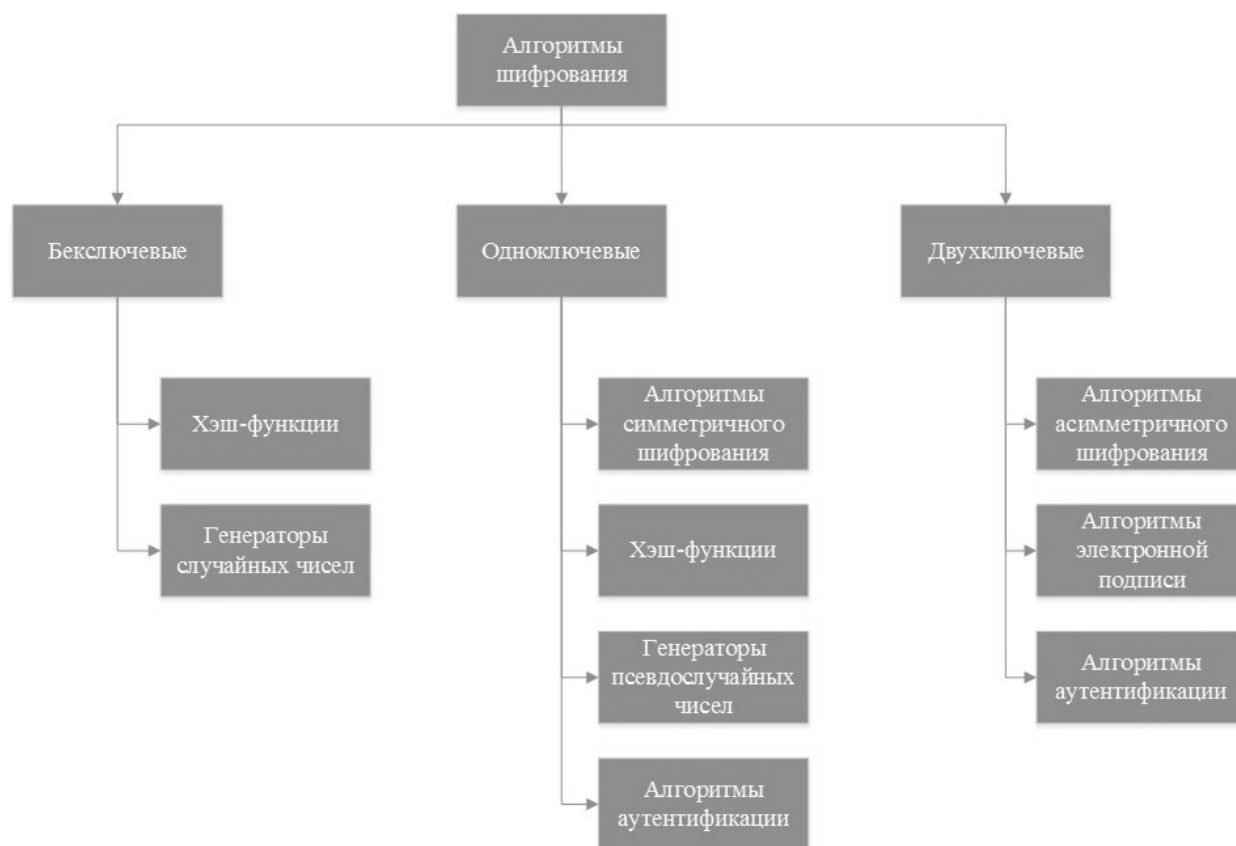 Алгоритмы
шифрования
Бекслючевые
Одноключевые
Двухключевые
Хэш-функции
Генераторы
случайных чисел
Алгоритмы
симметричного
шифрования
Хэш-функции
Генераторы
псевдослучайных
чисел
Алгоритмы
аутентификации
Алгоритмы
асимметричного
шифрования
Алгоритмы
электронной
подписи
Алгоритмы
аутентификации